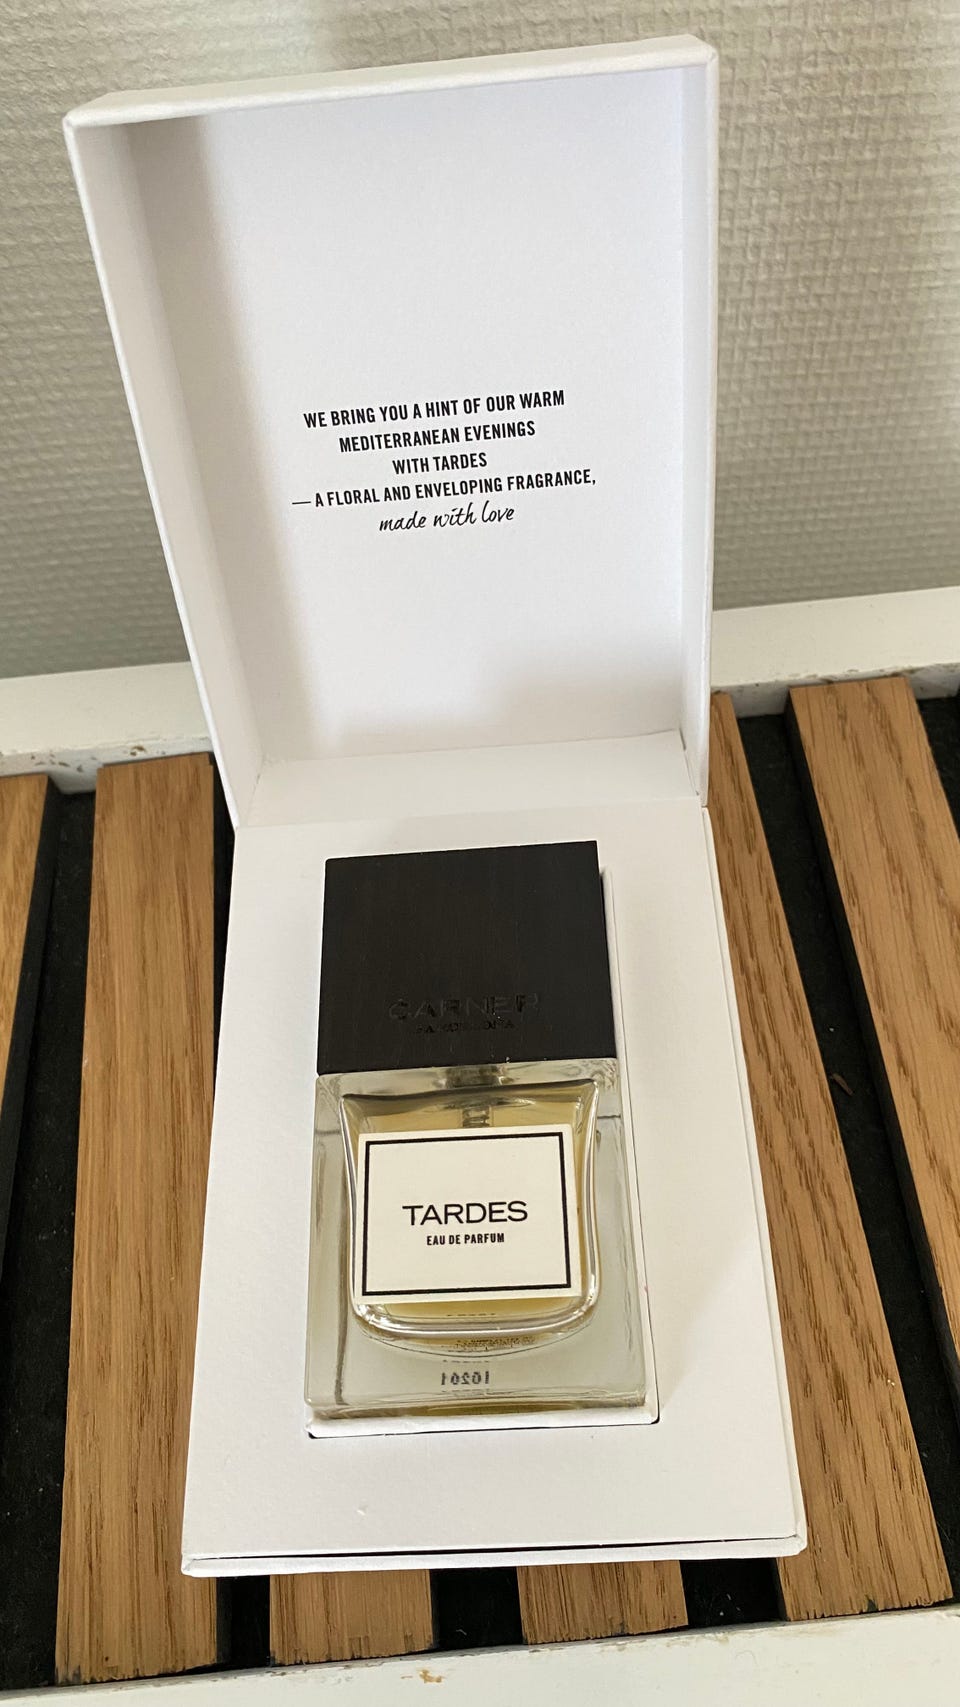 WE BRING YOU A HINT OF OUR WARM
MEDITERRANEAN EVENINGS
WITH TARDES
— A FLORAL AND ENVELOPING FRAGRANCE,
made with love
CARNER
BARCELONA
TARDES
EAU DE PARFUM